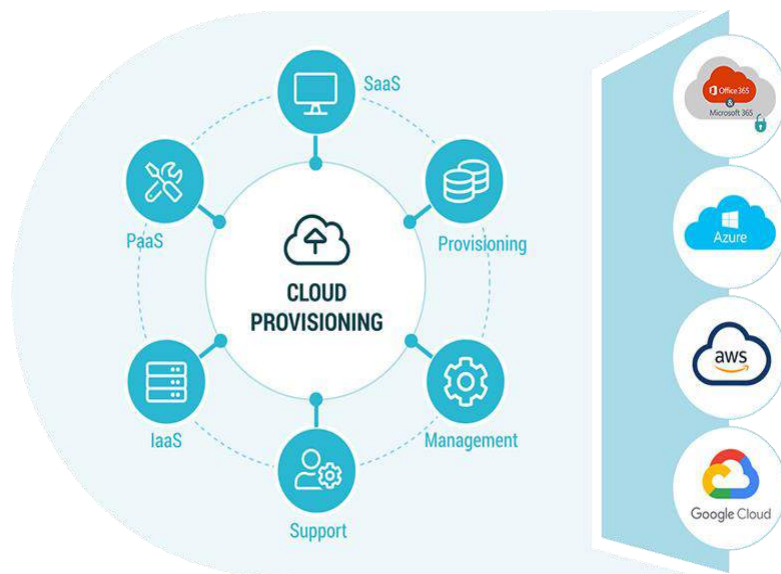 SaaS
PaaS
Provisioning
CLOUD
PROVISIONING
IaaS
Management
Support
Office 365
&
Microsoft 365
Azure
aws
Google Cloud